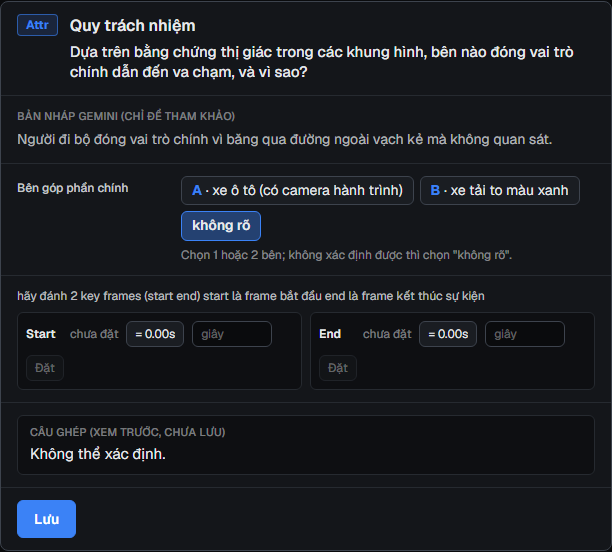 Attr Quy trách nhiệm
Dựa trên bằng chứng thị giác trong các khung hình, bên nào đóng vai trò
chính dẫn đến va chạm, và vì sao?
BẢN NHÁP GEMINI (CHỈ ĐỂ THAM KHẢO)
Người đi bộ đóng vai trò chính vì băng qua đường ngoài vạch kẻ mà không quan sát.
Bên góp phần chính
A · xe ô tô (có camera hành trình)
B · xe tải to màu xanh
không rõ
Chọn 1 hoặc 2 bên; không xác định được thì chọn "không rõ".
hãy đánh 2 key frames (start end) start là frame bắt đầu end là frame kết thúc sự kiện
Start chưa đặt = 0.00s giây
Đặt
End chưa đặt = 0.00s giây
Đặt
CÂU GHÉP (XEM TRƯỚC, CHƯA LƯU)
Không thể xác định.
Lưu